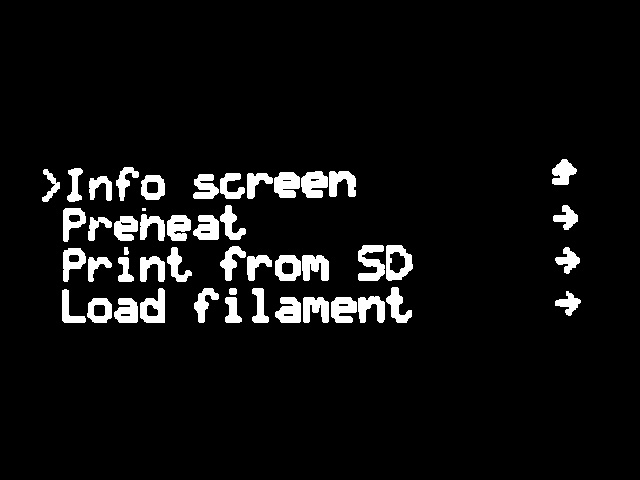 >Info screen ↑
Preheat →
Print from SD →
Load filament →